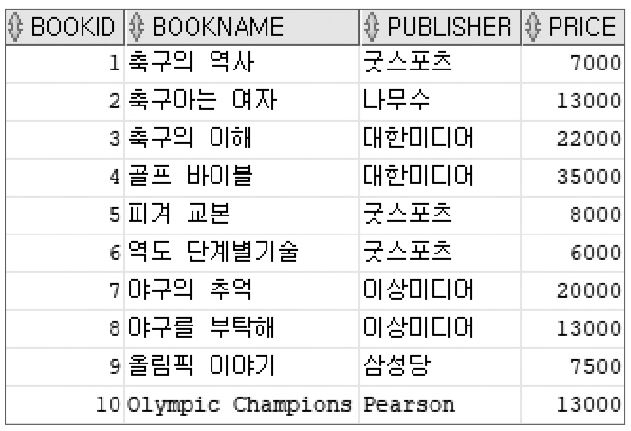 BOOKID BOOKNAME PUBLISHER PRICE
1 축구의 역사 굿스포츠 7000
2 축구아는 여자 나무수 13000
3 축구의 이해 대한미디어 22000
4 골프 바이블 대한미디어 35000
5 피겨 교본 굿스포츠 8000
6 역도 단계별기술 굿스포츠 6000
7 야구의 추억 이상미디어 20000
8 야구를 부탁해 이상미디어 13000
9 올림픽 이야기 삼성당 7500
10 Olympic Champions Pearson 13000